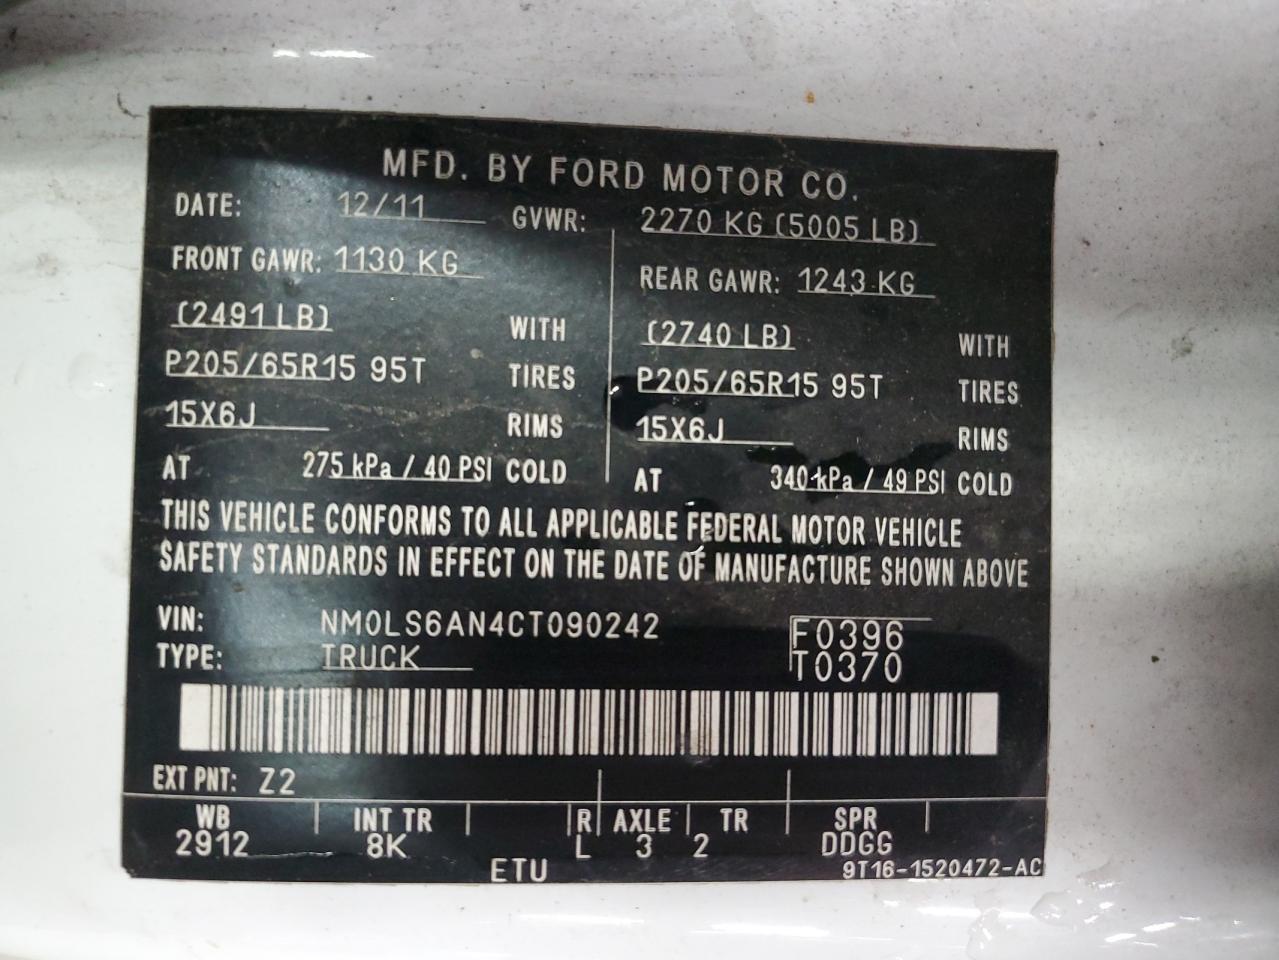 MFD. BY FORD MOTOR CO.
DATE: 12/11 GVWR: 2270 KG (5005 LB)
FRONT GAWR: 1130 KG REAR GAWR: 1243 KG
(2491 LB) WITH (2740 LB) WITH
P205/65R15 95T TIRES P205/65R15 95T TIRES
15X6J RIMS 15X6J RIMS
AT 275 kPa / 40 PSI COLD AT 340 kPa / 49 PSI COLD
THIS VEHICLE CONFORMS TO ALL APPLICABLE FEDERAL MOTOR VEHICLE
SAFETY STANDARDS IN EFFECT ON THE DATE OF MANUFACTURE SHOWN ABOVE
VIN: NM0LS6AN4CT090242 F0396
TYPE: TRUCK T0370
EXT PNT: Z2
WB INT TR R AXLE TR SPR
2912 8K L 3 2 DDGG
ETU 9T16-1520472-AC